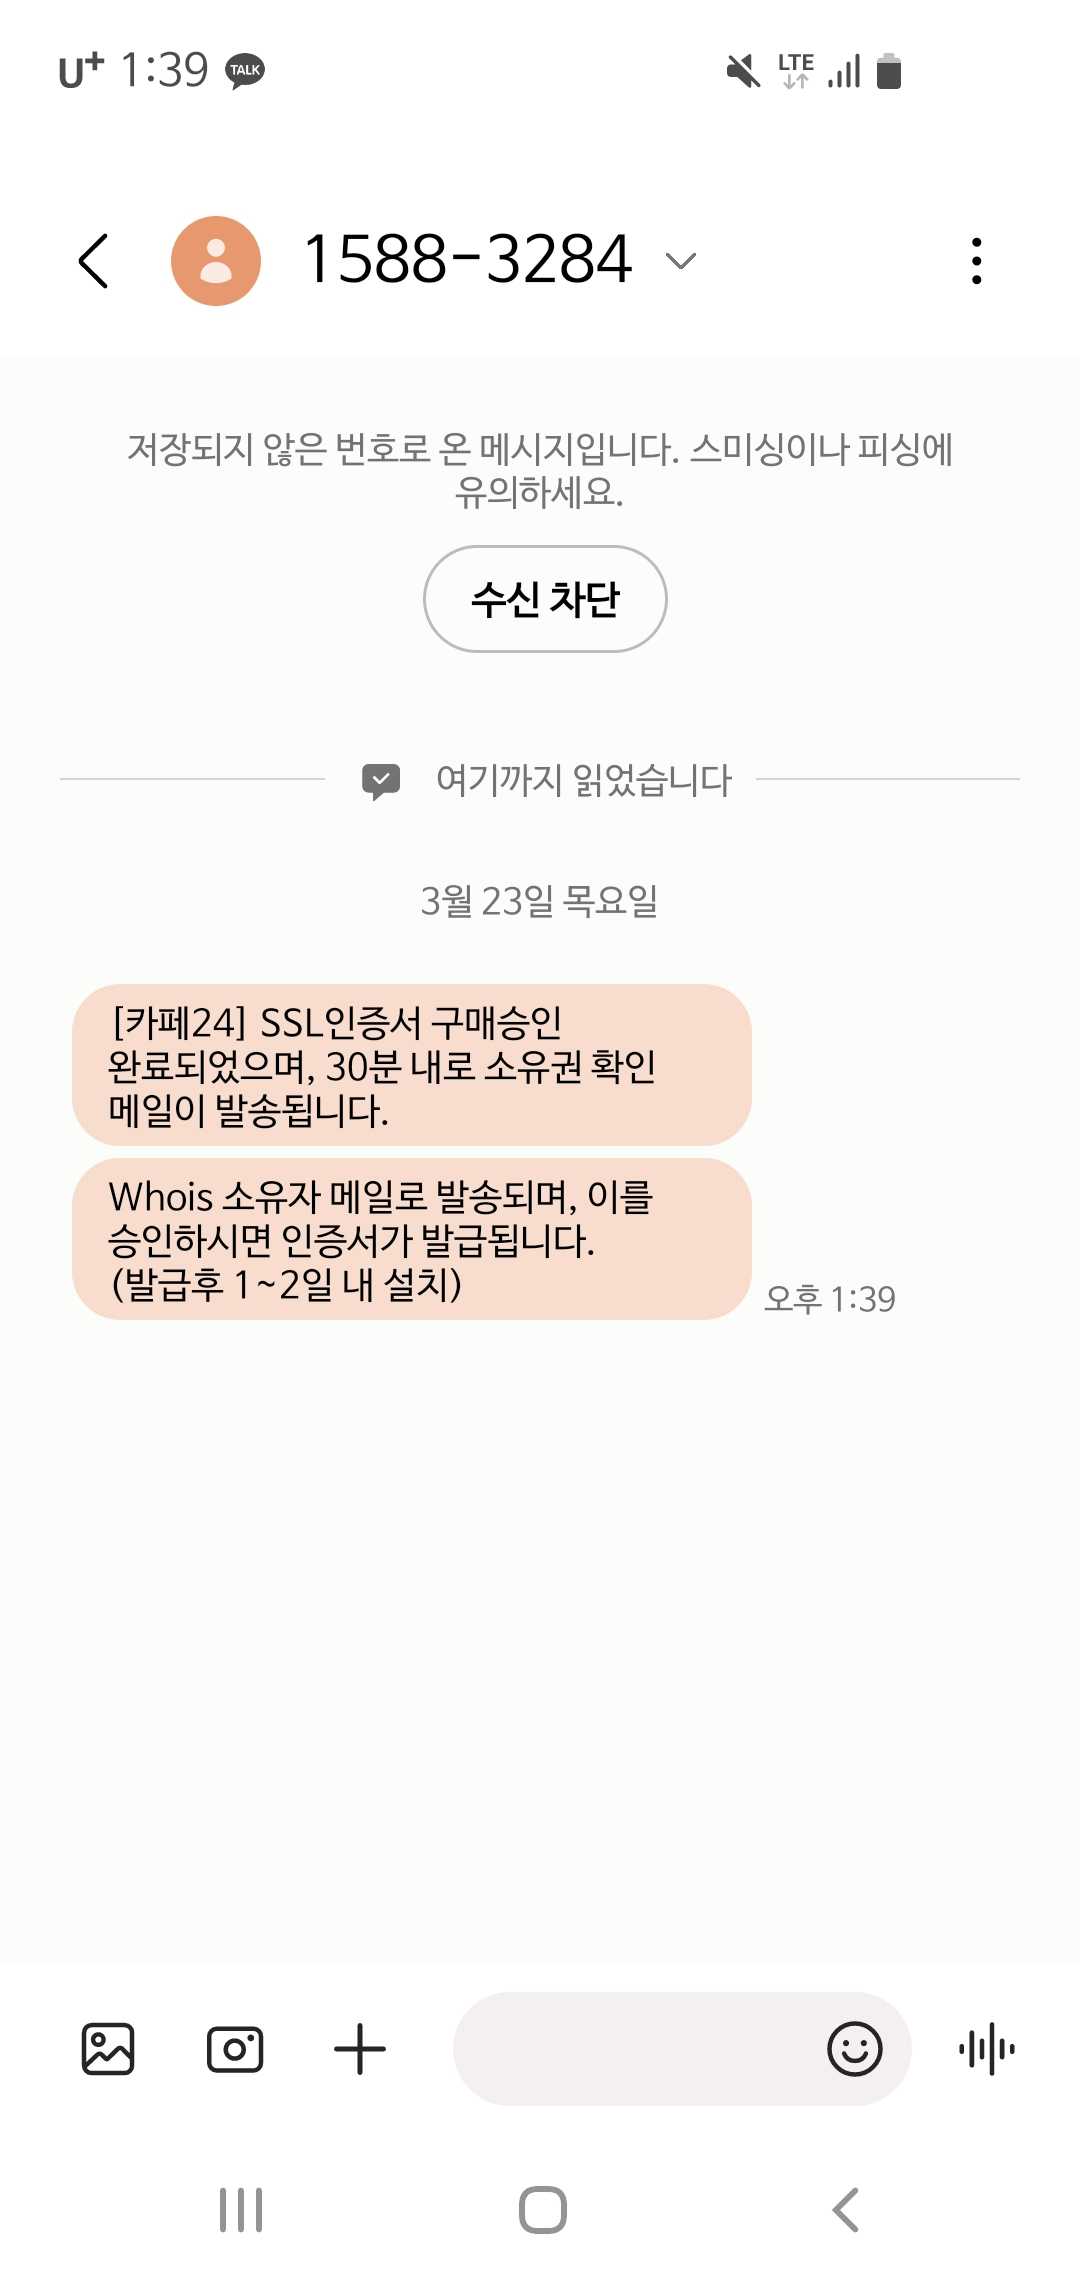 U+ 1:39 TALK LTE
1588-3284
저장되지 않은 번호로 온 메시지입니다. 스미싱이나 피싱에
유의하세요.
수신 차단
여기까지 읽었습니다
3월 23일 목요일
[카페24] SSL인증서 구매승인
완료되었으며, 30분 내로 소유권 확인
메일이 발송됩니다.
Whois 소유자 메일로 발송되며, 이를
승인하시면 인증서가 발급됩니다.
(발급후 1~2일 내 설치)
오후 1:39